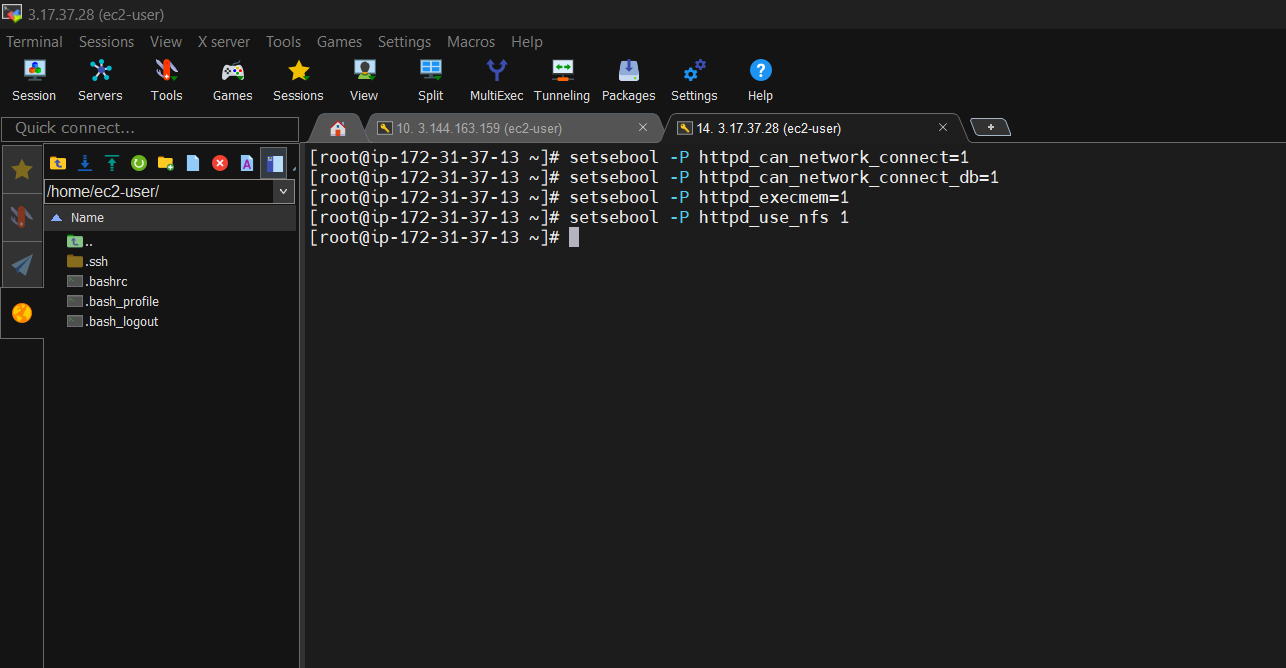 3.17.37.28 (ec2-user)
Terminal Sessions View X server Tools Games Settings Macros Help
Session Servers Tools Games Sessions View Split MultiExec Tunneling Packages Settings Help
Quick connect...
10. 3.144.163.159 (ec2-user)
14. 3.17.37.28 (ec2-user)
/home/ec2-user/
Name
..
.ssh
.bashrc
.bash_profile
.bash_logout
[root@ip-172-31-37-13 ~]# setsebool -P httpd_can_network_connect=1
[root@ip-172-31-37-13 ~]# setsebool -P httpd_can_network_connect_db=1
[root@ip-172-31-37-13 ~]# setsebool -P httpd_execmem=1
[root@ip-172-31-37-13 ~]# setsebool -P httpd_use_nfs 1
[root@ip-172-31-37-13 ~]#